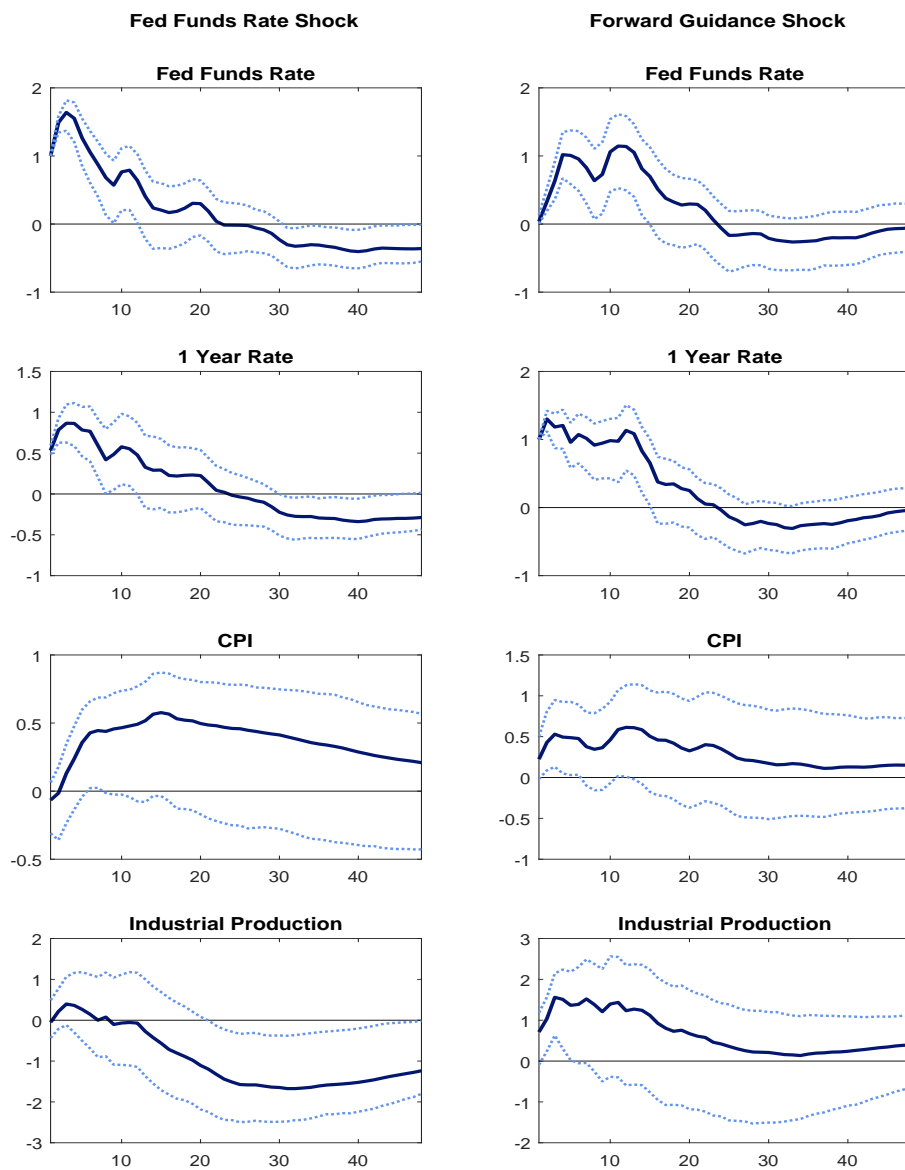 Fed Funds Rate Shock Forward Guidance Shock
Fed Funds Rate Fed Funds Rate
2 2
1 1
0 0
-1 -1
10 20 30 40 10 20 30 40
1 Year Rate 1 Year Rate
1.5 2
1
0.5 1
0 0
-0.5
-1 -1
10 20 30 40 10 20 30 40
CPI CPI
1 1.5
1
0.5 0.5
0 0
-0.5
-0.5 -1
10 20 30 40 10 20 30 40
Industrial Production Industrial Production
2 3
1 2
0 1
-1 0
-2 -1
-3 -2
10 20 30 40 10 20 30 40